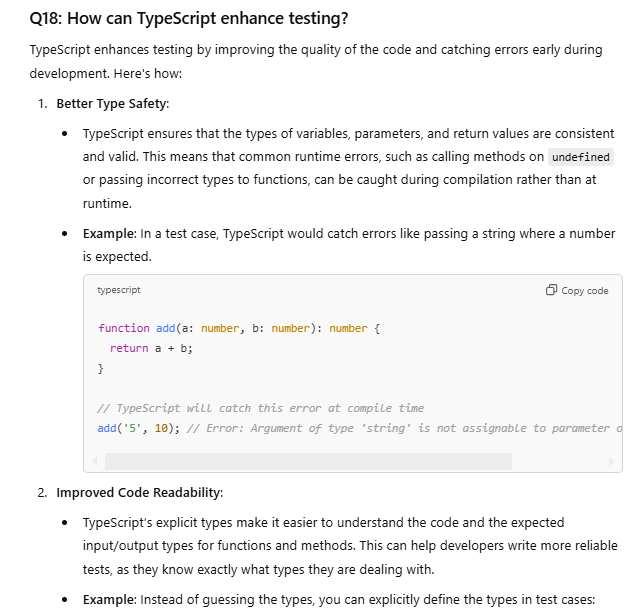 Q18: How can TypeScript enhance testing?
TypeScript enhances testing by improving the quality of the code and catching errors early during
development. Here's how:
1. Better Type Safety:
• TypeScript ensures that the types of variables, parameters, and return values are consistent
and valid. This means that common runtime errors, such as calling methods on undefined
or passing incorrect types to functions, can be caught during compilation rather than at
runtime.
• Example: In a test case, TypeScript would catch errors like passing a string where a number
is expected.
typescript Copy code
function add(a: number, b: number): number {
  return a + b;
}
// TypeScript will catch this error at compile time
add('5', 10); // Error: Argument of type 'string' is not assignable to parameter o
2. Improved Code Readability:
• TypeScript's explicit types make it easier to understand the code and the expected
input/output types for functions and methods. This can help developers write more reliable
tests, as they know exactly what types they are dealing with.
• Example: Instead of guessing the types, you can explicitly define the types in test cases: